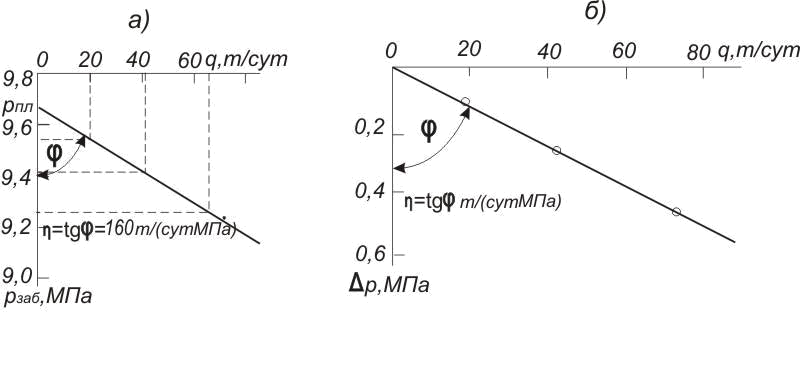 а)
0 20 40 60 q,т/сут
9,8
pпл
9,6
φ
9,4
9,2
η=tgφ=160т/(сутМПа)
9,0
pзаб,МПа
б)
0 20 40 60 80 q,т/сут
0,2
φ
0,4
η=tgφ т/(сутМПа)
0,6
Δp,МПа